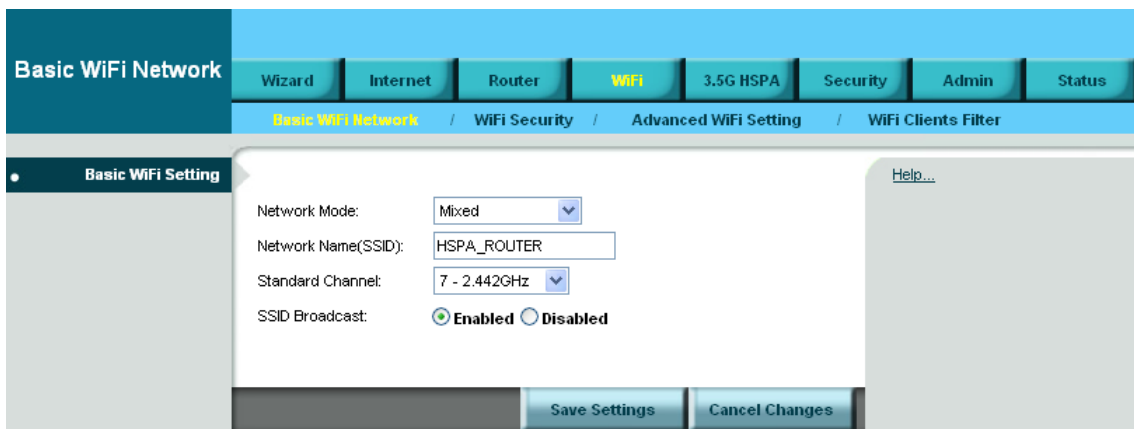 Basic WiFi Network
Wizard Internet Router WiFi 3.5G HSPA Security Admin Status
Basic WiFi Network / WiFi Security / Advanced WiFi Setting / WiFi Clients Filter
Basic WiFi Setting
Help...
Network Mode: Mixed
Network Name(SSID): HSPA_ROUTER
Standard Channel: 7 - 2.442GHz
SSID Broadcast: Enabled Disabled
Save Settings Cancel Changes